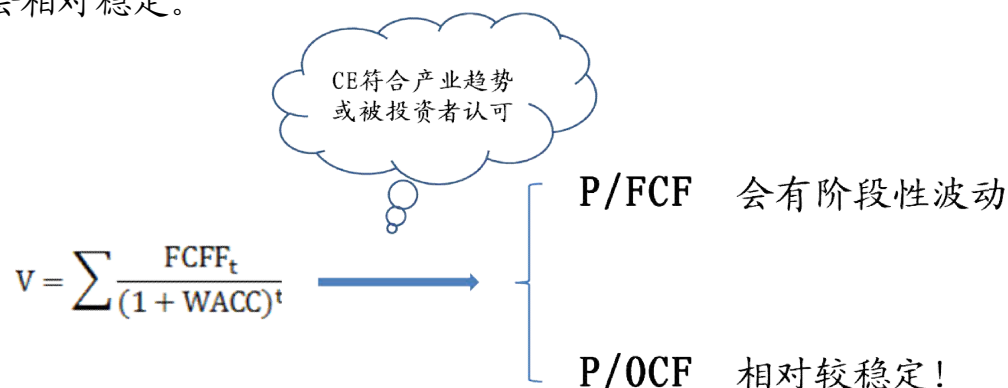 会相对稳定。
CE符合产业趋势
或被投资者认可
P/FCF 会有阶段性波动
V = ∑ FCFFt / (1 + WACC)^t
P/OCF 相对较稳定！